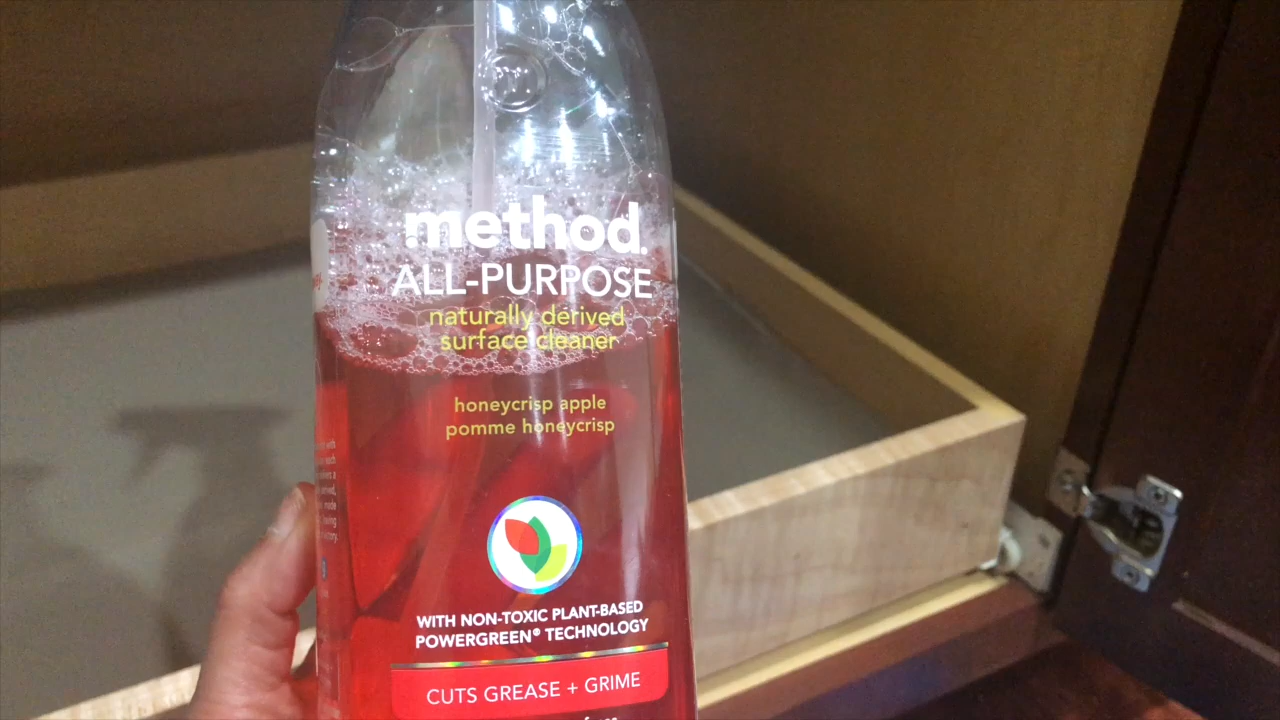 method.
ALL-PURPOSE
naturally derived
surface cleaner
honeycrisp apple
pomme honeycrisp
WITH NON-TOXIC PLANT-BASED
POWERGREEN® TECHNOLOGY
CUTS GREASE + GRIME